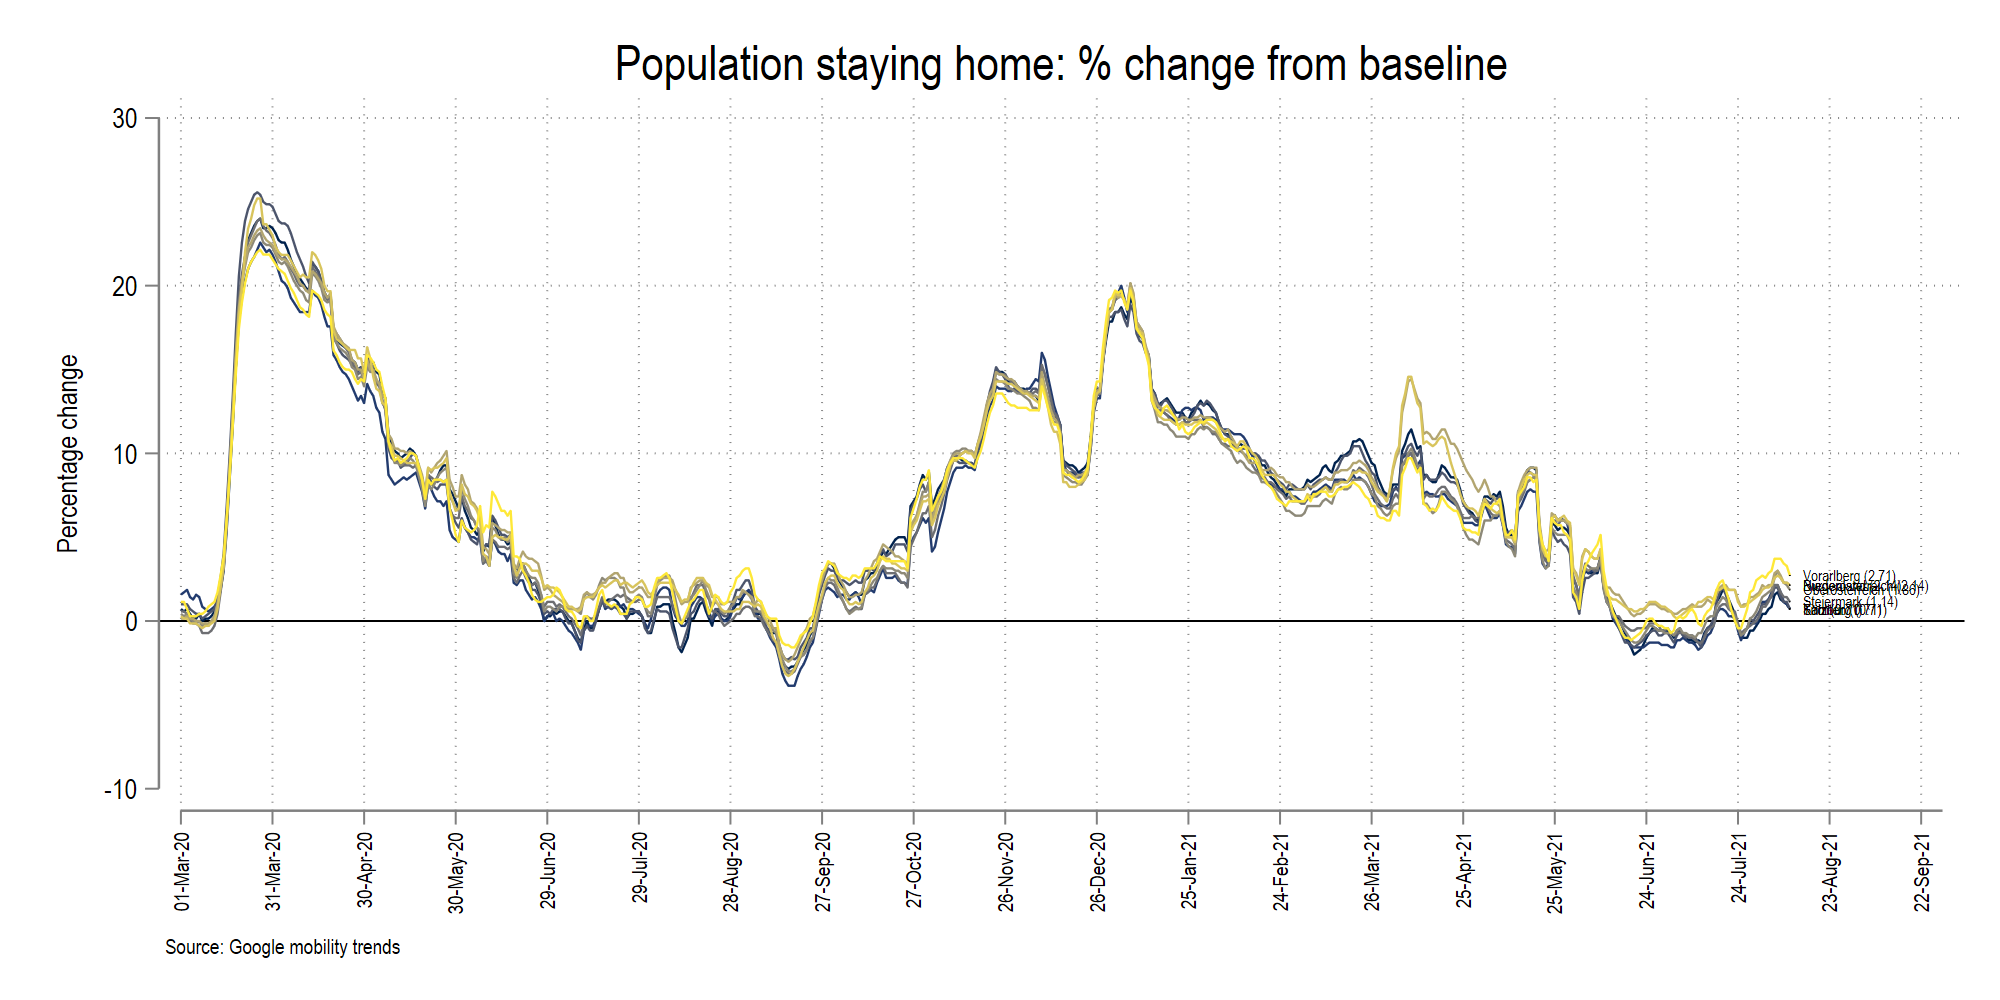 Population staying home: % change from baseline
Percentage change
30
20
10
0
-10
Vorarlberg (2.71)
Oberösterreich (1.86)
Steiermark (1.14)
01-Mar-20
31-Mar-20
30-Apr-20
30-May-20
29-Jun-20
29-Jul-20
28-Aug-20
27-Sep-20
27-Oct-20
26-Nov-20
26-Dec-20
25-Jan-21
24-Feb-21
26-Mar-21
25-Apr-21
25-May-21
24-Jun-21
24-Jul-21
23-Aug-21
22-Sep-21
Source: Google mobility trends